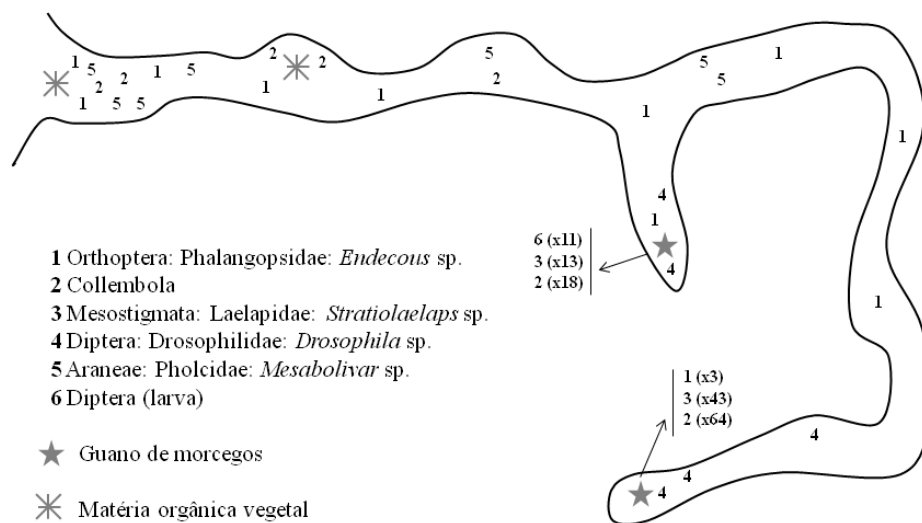 5
1
2
2
1
5
1
5
2
1
5
2
1
1
5
5
1
2
5
1
1
4
1
4
6 (x11)
3 (x13)
2 (x18)
1
1 Orthoptera: Phalangopsidae: Endecous sp.
2 Collembola
3 Mesostigmata: Laelapidae: Stratiolaelaps sp.
4 Diptera: Drosophilidae: Drosophila sp.
5 Araneae: Pholcidae: Mesabolivar sp.
6 Diptera (larva)
Guano de morcegos
Matéria orgânica vegetal
1 (x3)
3 (x43)
2 (x64)
4
4
4